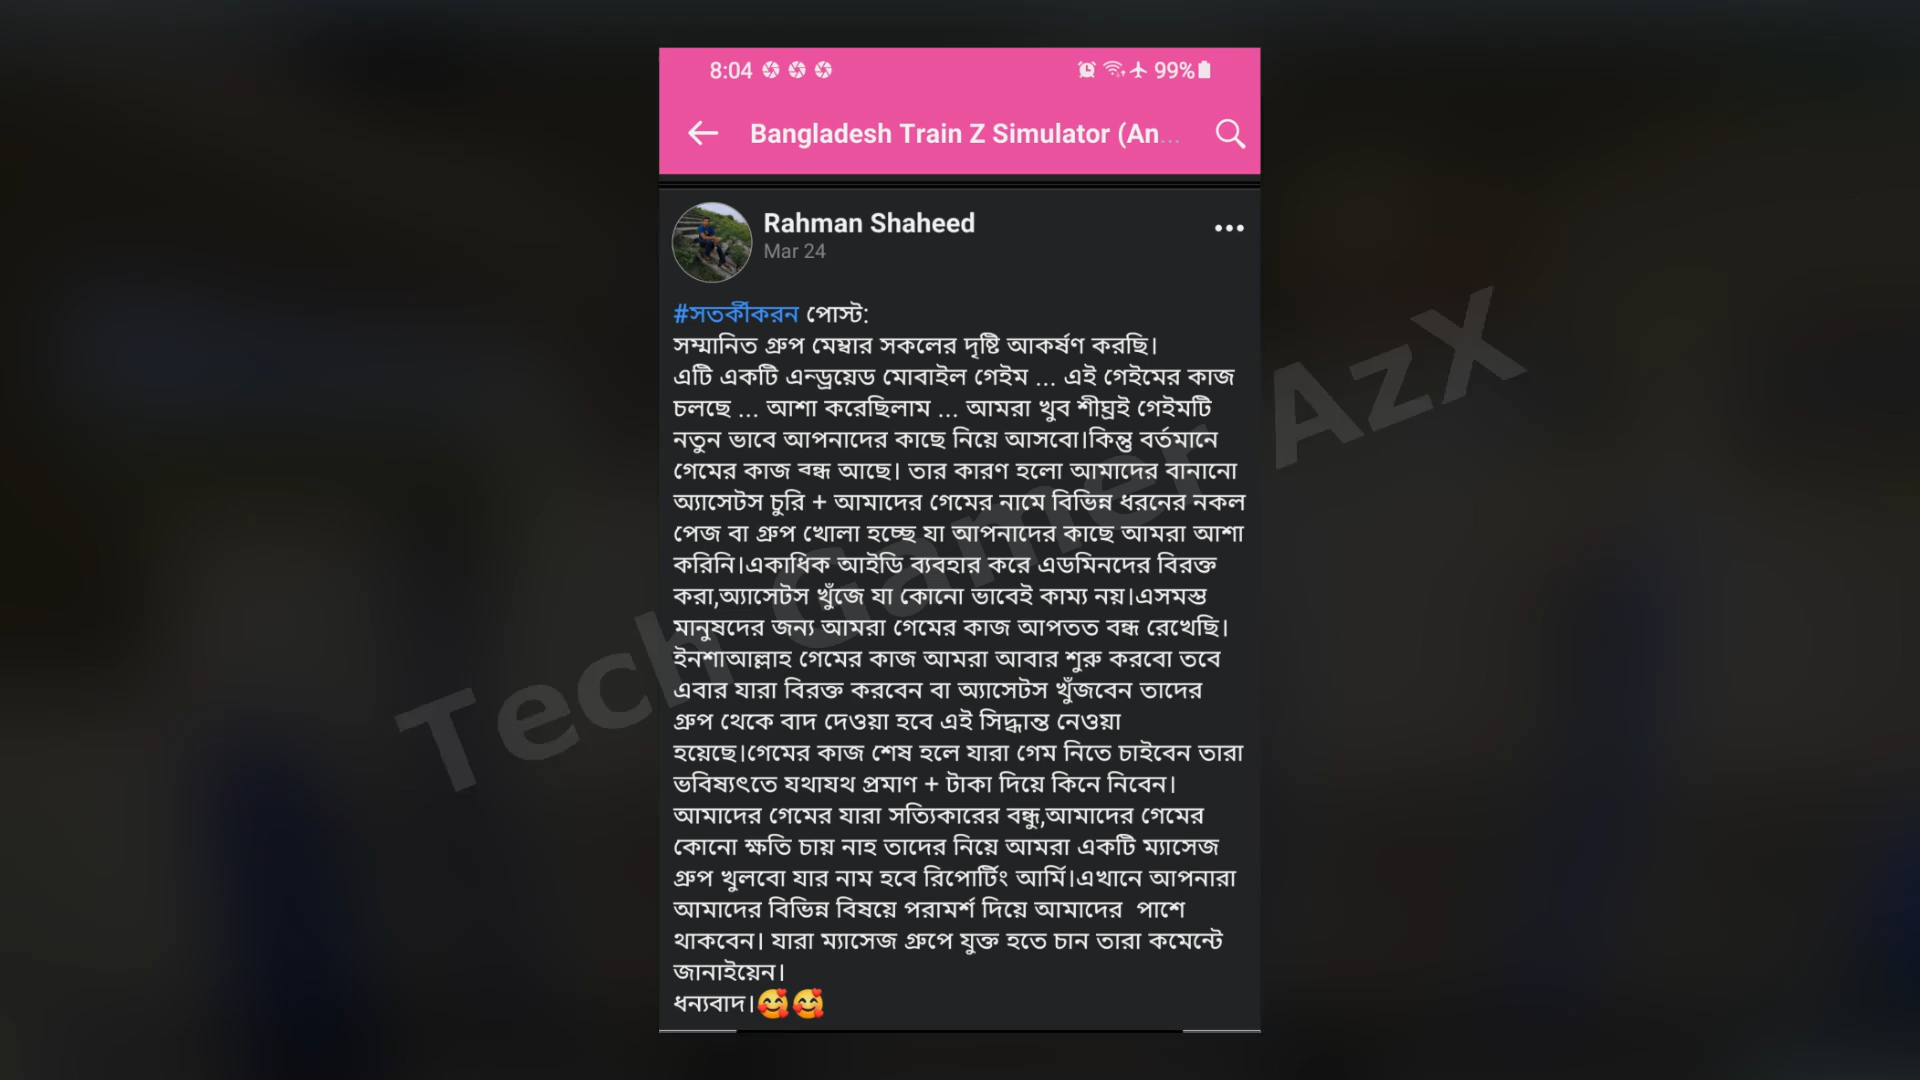 8:04 99%
Bangladesh Train Z Simulator (An...
Rahman Shaheed
Mar 24
#সতর্কীকরন পোস্ট:
সম্মানিত গ্রুপ মেম্বার সকলের দৃষ্টি আকর্ষণ করছি।
এটি একটি এন্ড্রয়েড মোবাইল গেইম ... এই গেইমের কাজ
চলছে ... আশা করেছিলাম ... আমরা খুব শীঘ্রই গেইমটি
নতুন ভাবে আপনাদের কাছে নিয়ে আসবো।কিন্তু বর্তমানে
গেমের কাজ ব্দ্ধ আছে। তার কারণ হলো আমাদের বানানো
অ্যাসেটস চুরি + আমাদের গেমের নামে বিভিন্ন ধরনের নকল
পেজ বা গ্রুপ খোলা হচ্ছে যা আপনাদের কাছে আমরা আশা
করিনি।একাধিক আইডি ব্যবহার করে এডমিনদের বিরক্ত
করা,অ্যাসেটস খুঁজে যা কোনো ভাবেই কাম্য নয়।এসমস্ত
মানুষদের জন্য আমরা গেমের কাজ আপতত বন্ধ রেখেছি।
ইনশাআল্লাহ গেমের কাজ আমরা আবার শুরু করবো তবে
এবার যারা বিরক্ত করবেন বা অ্যাসেটস খুঁজবেন তাদের
গ্রুপ থেকে বাদ দেওয়া হবে এই সিদ্ধান্ত নেওয়া
হয়েছে।গেমের কাজ শেষ হলে যারা গেম নিতে চাইবেন তারা
ভবিষ্যৎতে যথাযথ প্রমাণ + টাকা দিয়ে কিনে নিবেন।
আমাদের গেমের যারা সত্যিকারের বন্ধু,আমাদের গেমের
কোনো ক্ষতি চায় নাহ তাদের নিয়ে আমরা একটি ম্যাসেজ
গ্রুপ খুলবো যার নাম হবে রিপোর্টিং আর্মি।এখানে আপনারা
আমাদের বিভিন্ন বিষয়ে পরামর্শ দিয়ে আমাদের পাশে
থাকবেন। যারা ম্যাসেজ গ্রুপে যুক্ত হতে চান তারা কমেন্টে
জানাইয়েন।
ধন্যবাদ।🥰🥰
Tech Gamer AzX